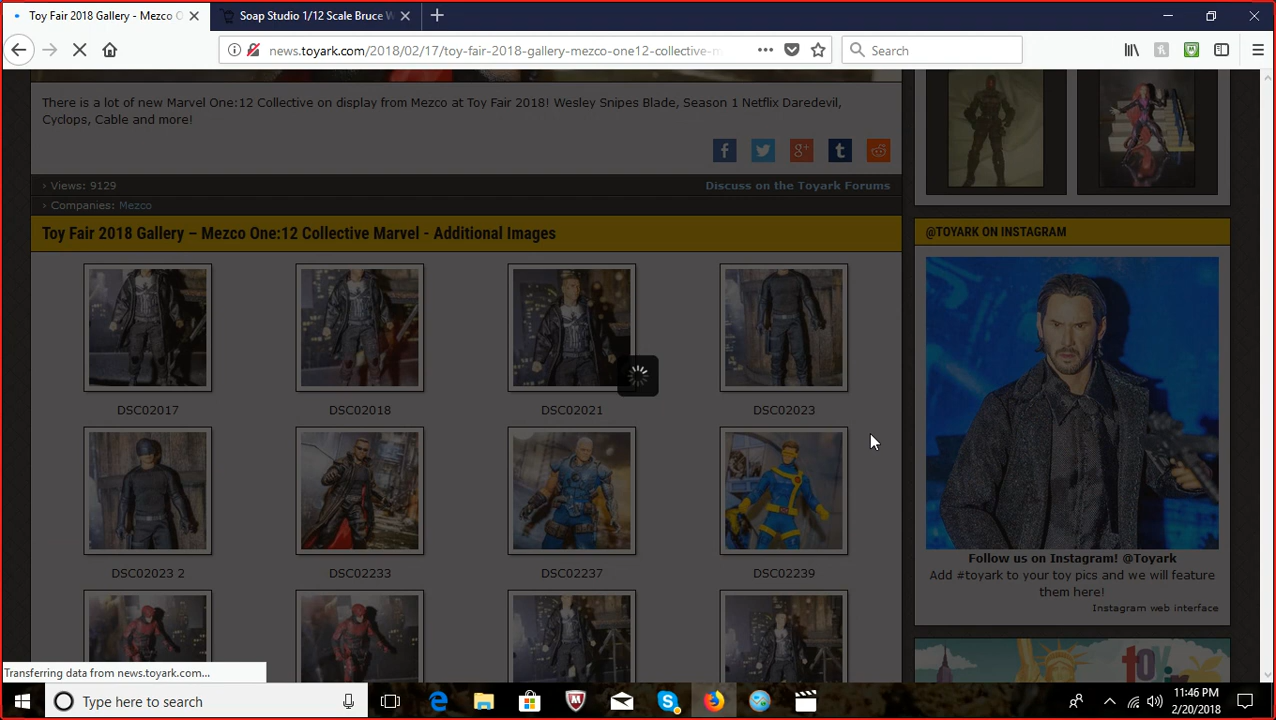 Toy Fair 2018 Gallery - Mezco O
Soap Studio 1/12 Scale Bruce W
news.toyark.com/2018/02/17/toy-fair-2018-gallery-mezco-one12-collective-m
Search
There is a lot of new Marvel One:12 Collective on display from Mezco at Toy Fair 2018! Wesley Snipes Blade, Season 1 Netflix Daredevil,
Cyclops, Cable and more!
› Views: 9129
Discuss on the Toyark Forums
› Companies: Mezco
Toy Fair 2018 Gallery – Mezco One:12 Collective Marvel - Additional Images
@TOYARK ON INSTAGRAM
DSC02017
DSC02018
DSC02021
DSC02023
DSC02023 2
DSC02233
DSC02237
DSC02239
Follow us on Instagram! @Toyark
Add #toyark to your toy pics and we will feature
them here!
Instagram web interface
toy
Transferring data from news.toyark.com...
Type here to search
11:46 PM
2/20/2018